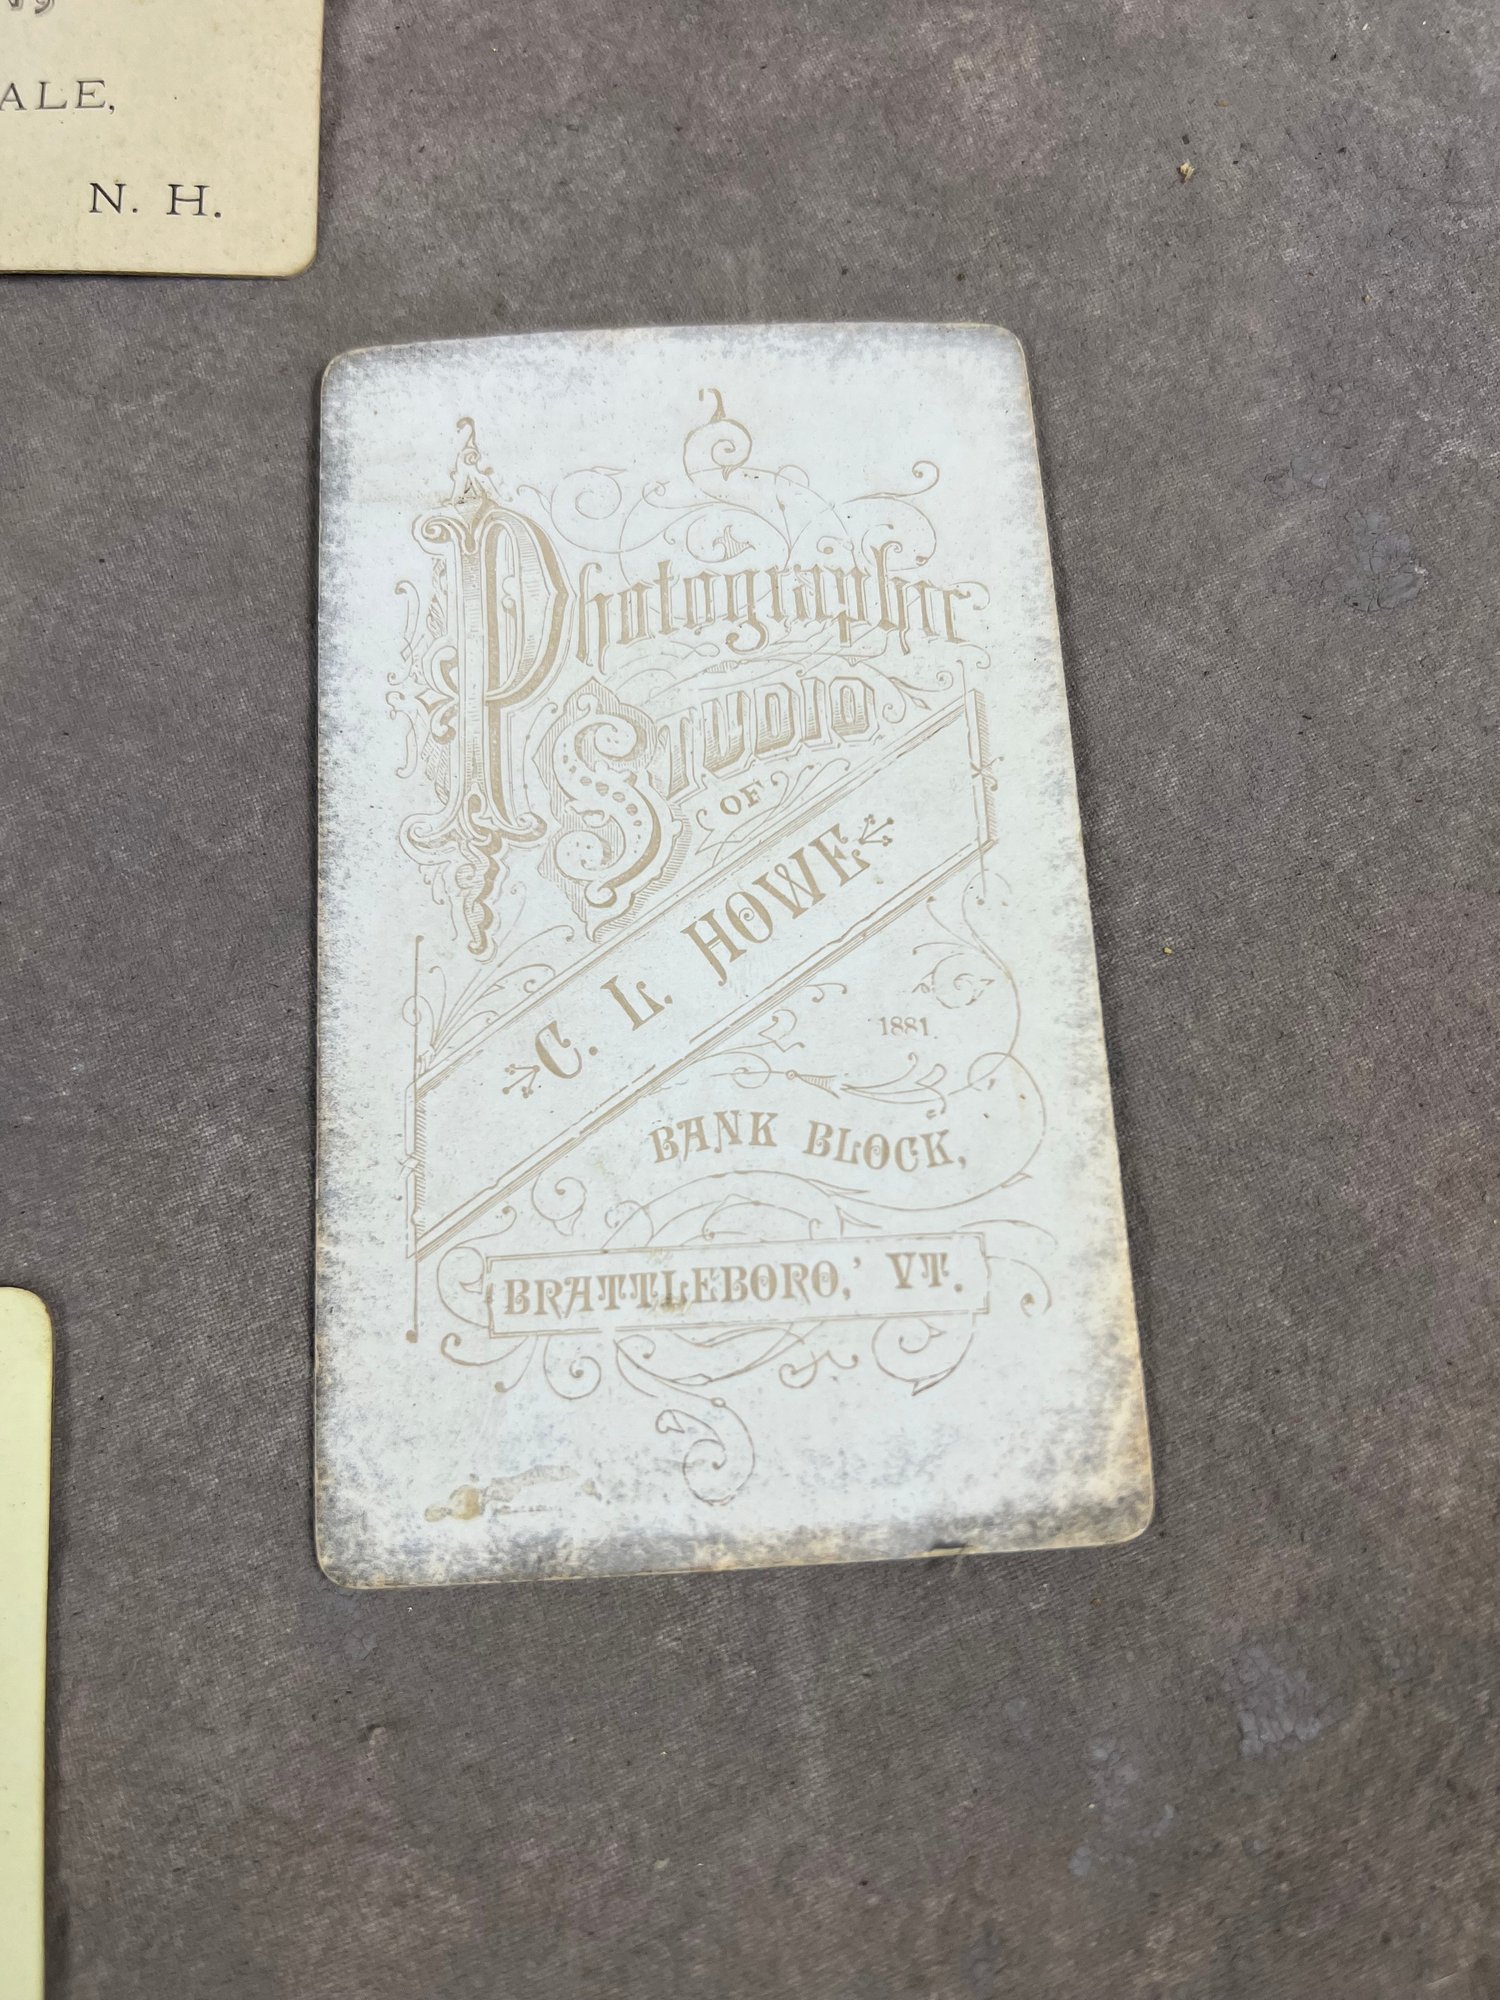 ALE,
N. H.
Photographic
STUDIO
OF
C. L. HOWE
1881
BANK BLOCK,
BRATTLEBORO,' VT.